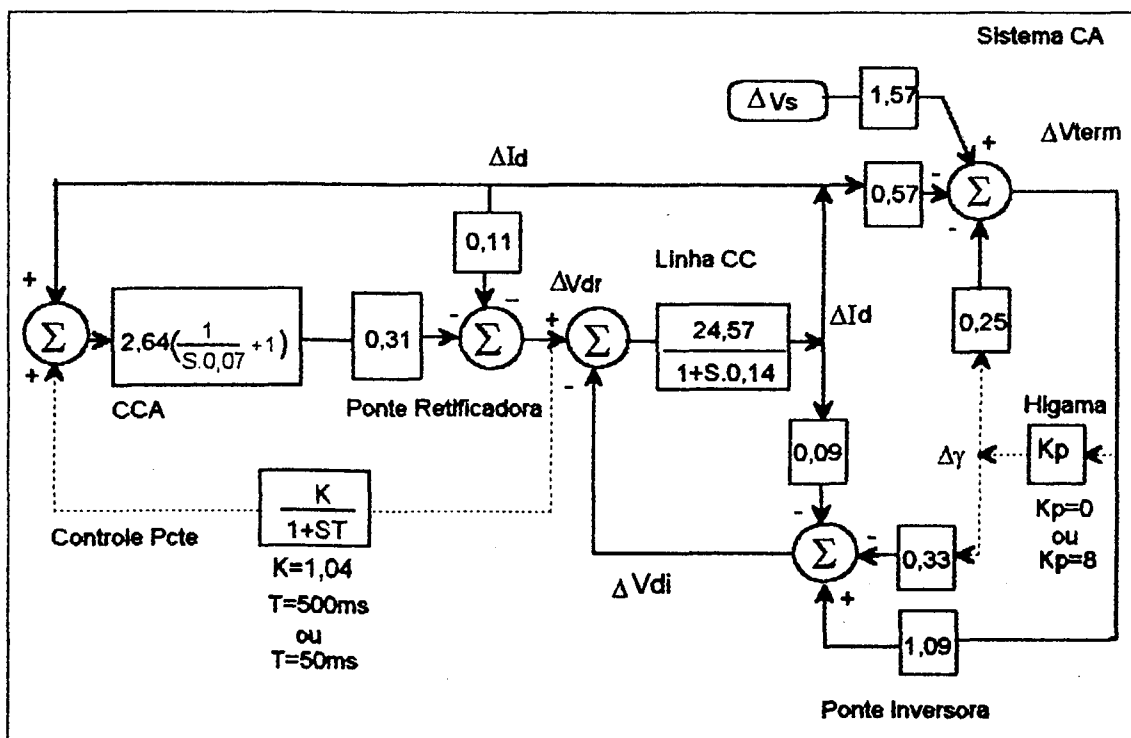 Sistema CA
ΔVs
1,57
+
ΔVterm
ΔId
-
0,57
Σ
-
0,11
Linha CC
+
ΔVdr
-
-
+
Σ
2,64(1/S.0,07 +1)
0,31
Σ
Σ
24,57
1+S.0,14
ΔId
0,25
+
-
CCA
Ponte Retificadora
Higama
0,09
Δγ
Kp
K
1+ST
-
-
Kp=0
ou
Kp=8
Controle Pcte
Σ
0,33
K=1,04
T=500ms
ou
T=50ms
ΔVdi
+
1,09
Ponte Inversora